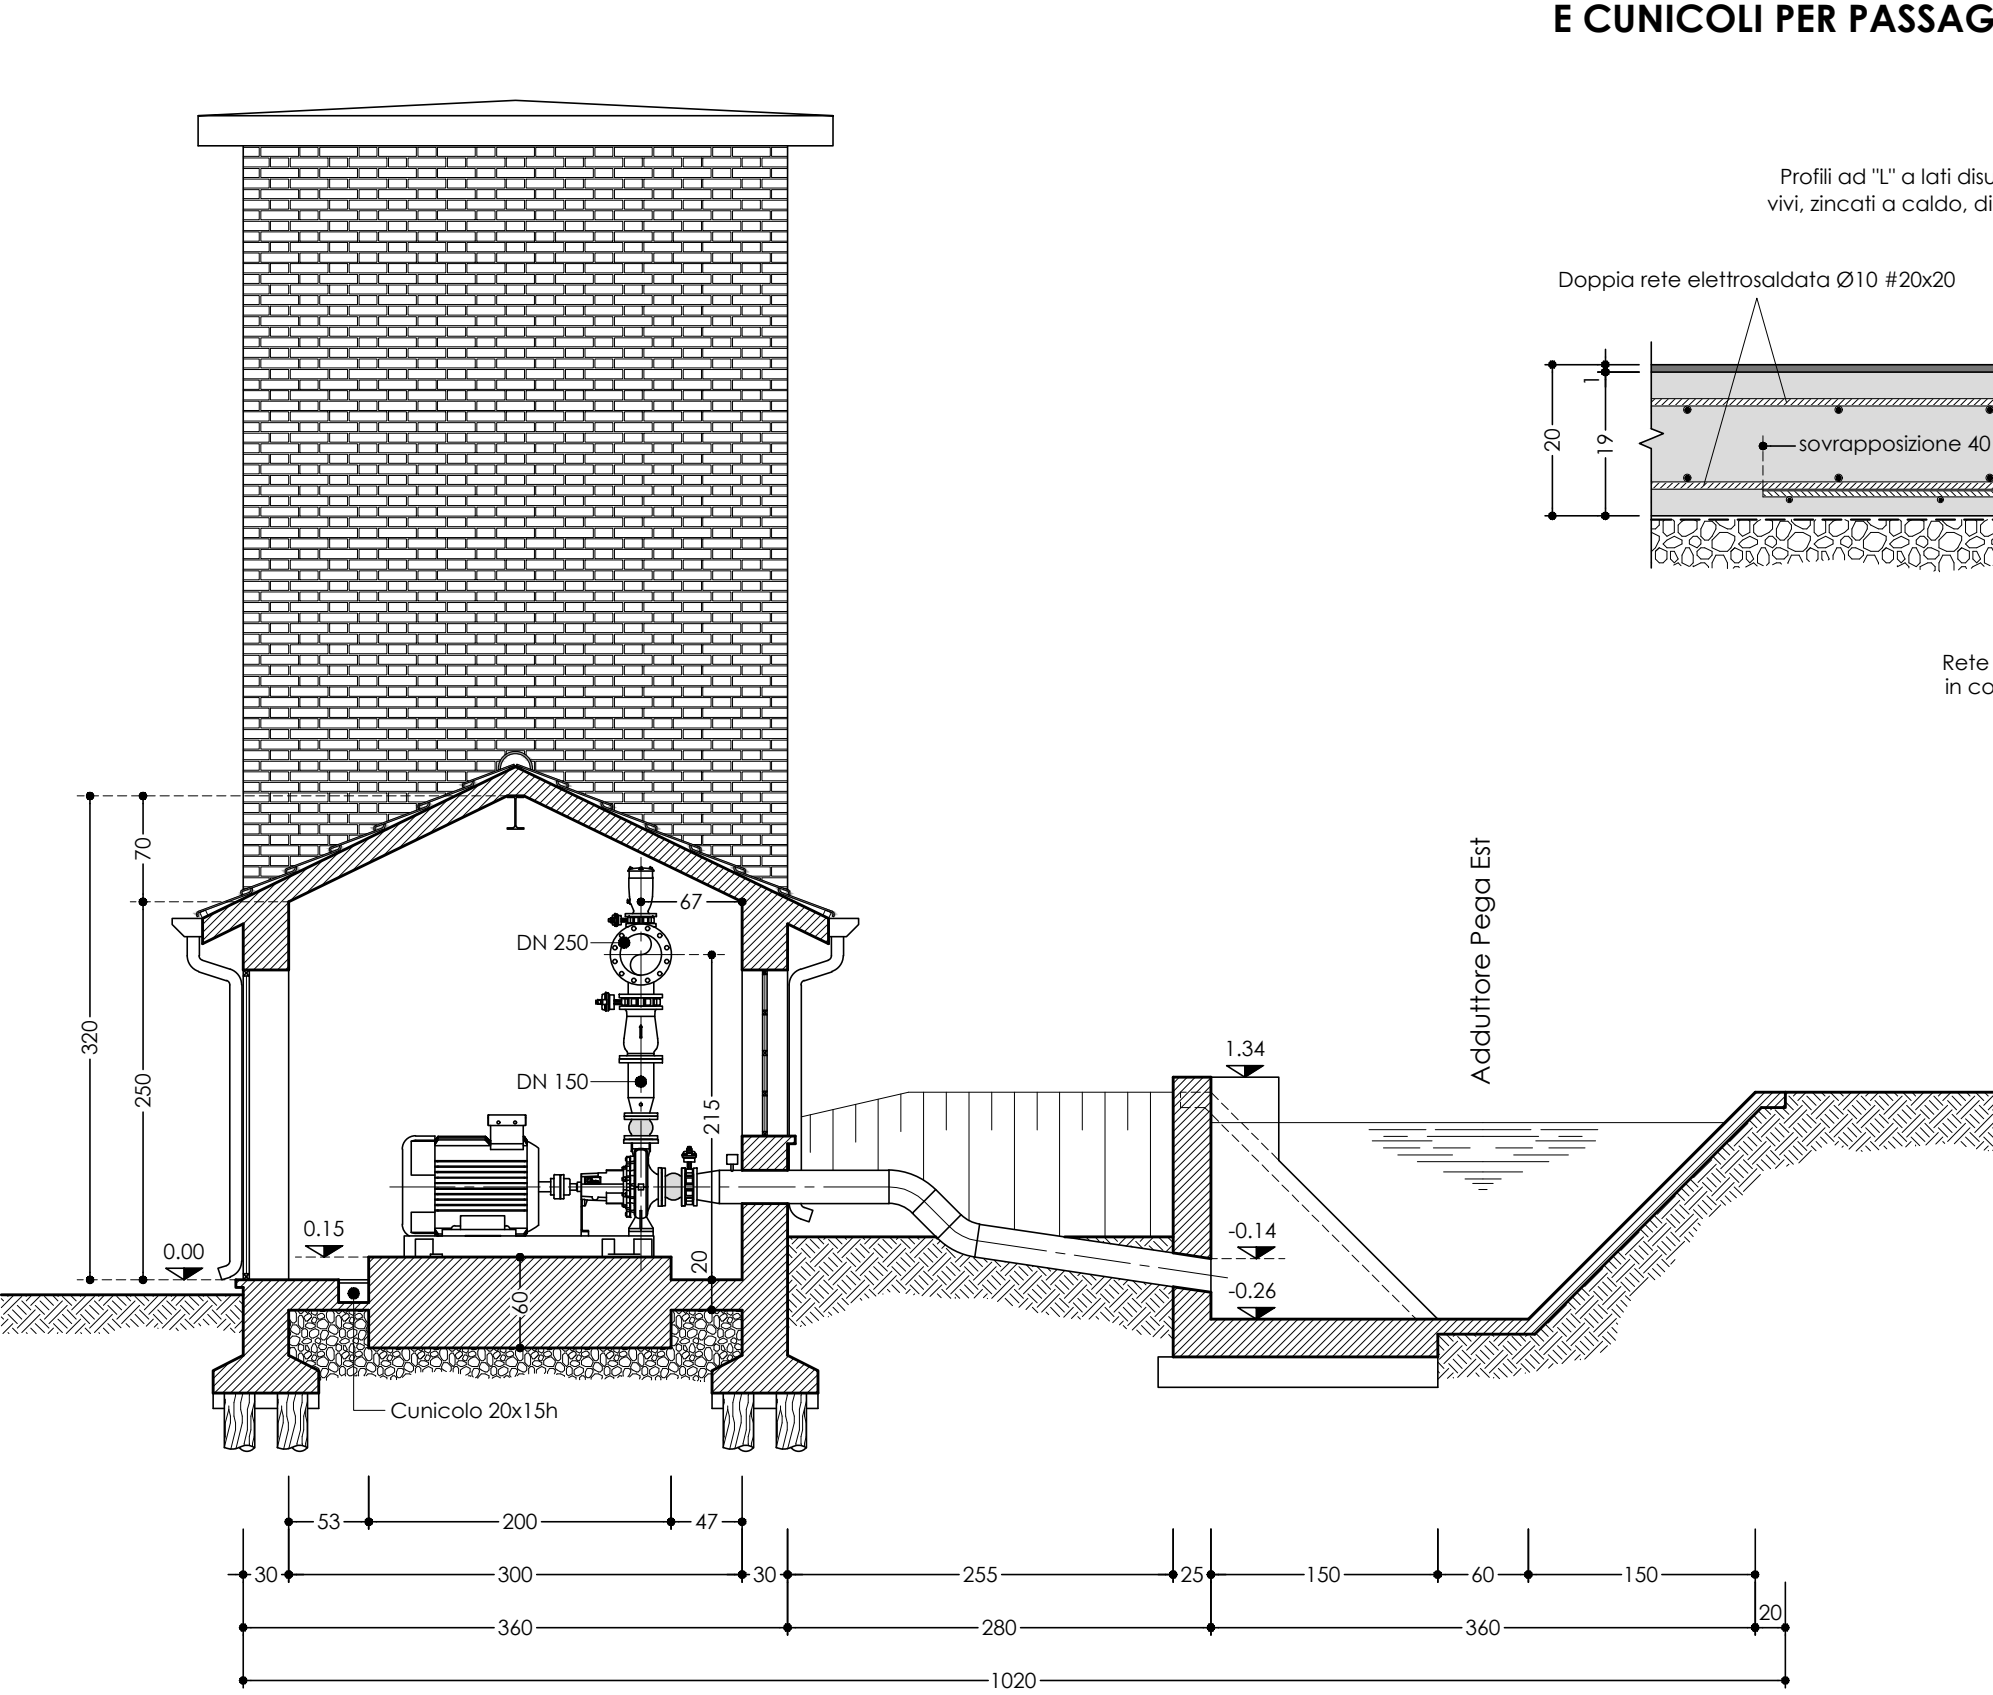 E CUNICOLI PER PASSAG
Profili ad "L" a lati disu
vivi, zincati a caldo, di
Doppia rete elettrosaldata Ø10 #20x20
1
20
19
sovrapposizione 40
Rete
in co
70
67
DN 250
320
250
DN 150
215
Adduttore Pega Est
1.34
0.15
0.00
20
60
-0.14
-0.26
Cunicolo 20x15h
53
200
47
30
300
30
255
25
150
60
150
360
280
360
20
1020